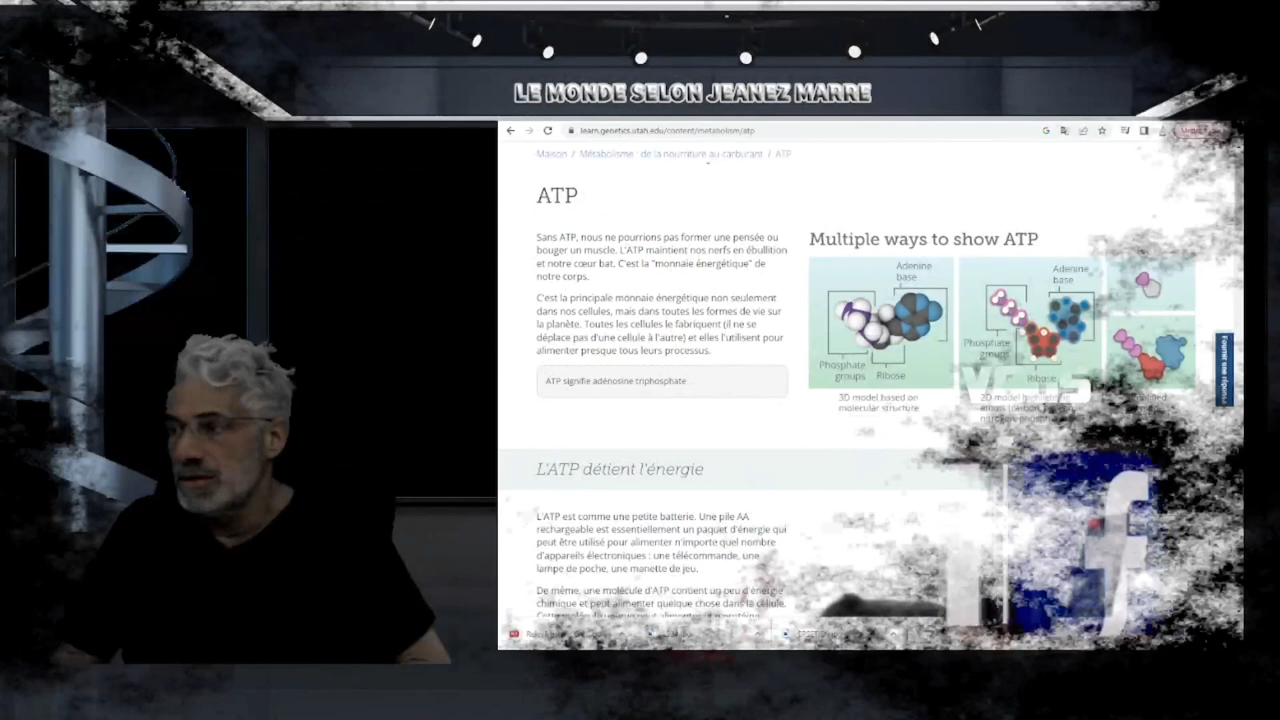 LE MONDE SELON JEANEZ MARRE
learn.genetics.utah.edu/content/metabolism/atp
Maison / Métabolisme : de la nourriture au carburant / ATP
ATP
Sans ATP, nous ne pourrions pas former une pensée ou
bouger un muscle. L'ATP maintient nos nerfs en ébullition
et notre cœur bat. C'est la "monnaie énergétique" de
notre corps.
C'est la principale monnaie énergétique non seulement
dans nos cellules, mais dans toutes les formes de vie sur
la planète. Toutes les cellules le fabriquent (il ne se
déplace pas d'une cellule à l'autre) et elles l'utilisent pour
alimenter presque tous leurs processus.
ATP signifie adénosine triphosphate
Multiple ways to show ATP
Adenine
base
Phosphate
groups
Ribose
3D model based on
molecular structure
Adenine
base
Phosphate
groups
Ribose
2D model
Fournir une réponse
L'ATP détient l'énergie
L'ATP est comme une petite batterie. Une pile AA
rechargeable est essentiellement un paquet d'énergie qui
peut être utilisé pour alimenter n'importe quel nombre
d'appareils électroniques : une télécommande, une
lampe de poche, une manette de jeu.
De même, une molécule d'ATP contient un peu d'énergie
chimique et peut alimenter quelque chose dans la cellule.
f